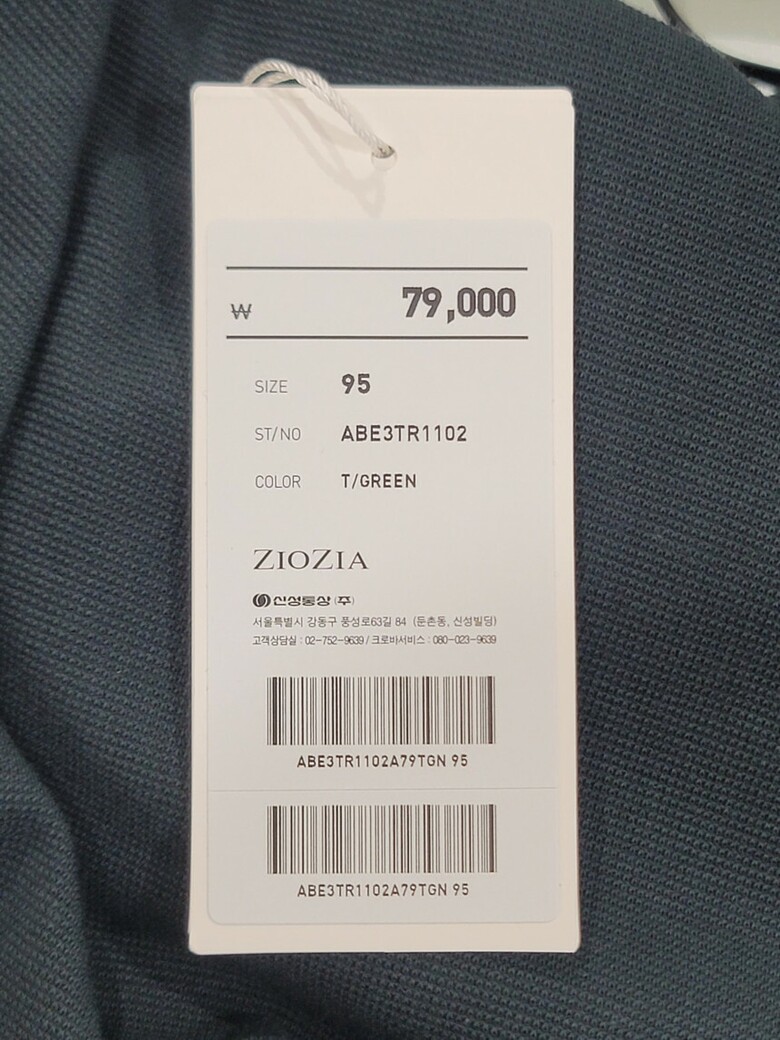 ₩ 79,000
SIZE 95
ST/NO ABE3TR1102
COLOR T/GREEN
ZIOZIA
신성통상 (주)
서울특별시 강동구 풍성로63길 84 (둔촌동, 신성빌딩)
고객상담실 : 02-752-9639 / 크로바서비스 : 080-023-9639
ABE3TR1102A79TGN 95
ABE3TR1102A79TGN 95